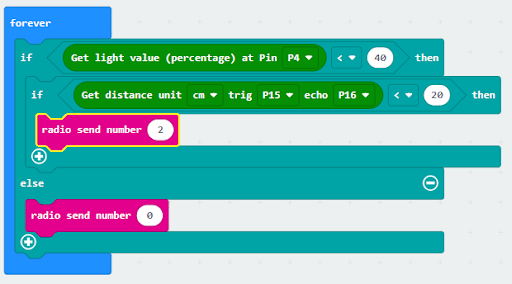 forever
if Get light value (percentage) at Pin P4 < 40 then
if Get distance unit cm trig P15 echo P16 < 20 then
radio send number 2
else
radio send number 0